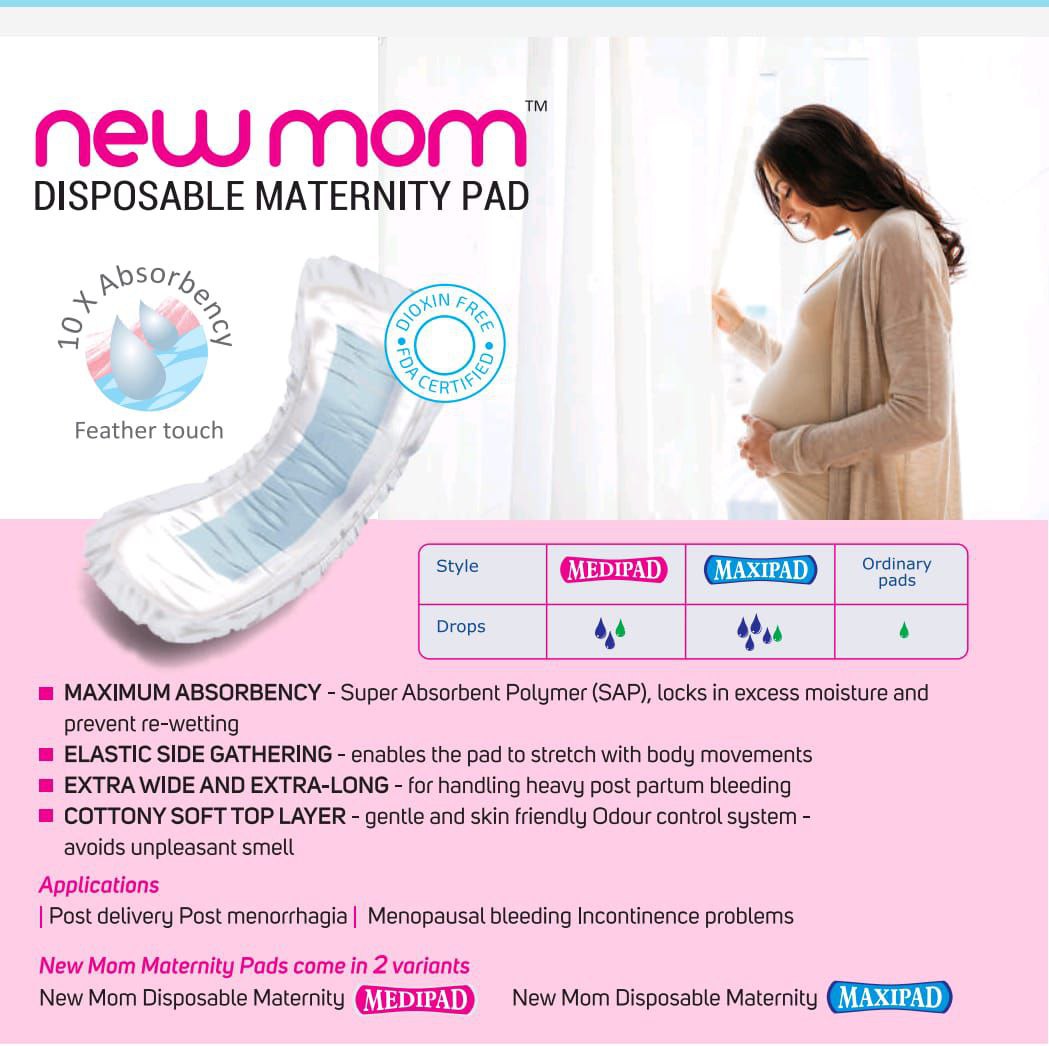 new mom™
DISPOSABLE MATERNITY PAD
10 X Absorbency
Feather touch
DIOXIN FREE
FDA CERTIFIED
Style MEDIPAD MAXIPAD Ordinary pads
Drops
MAXIMUM ABSORBENCY - Super Absorbent Polymer (SAP), locks in excess moisture and
prevent re-wetting
ELASTIC SIDE GATHERING - enables the pad to stretch with body movements
EXTRA WIDE AND EXTRA-LONG - for handling heavy post partum bleeding
COTTONY SOFT TOP LAYER - gentle and skin friendly Odour control system -
avoids unpleasant smell
Applications
| Post delivery Post menorrhagia | Menopausal bleeding Incontinence problems
New Mom Maternity Pads come in 2 variants
New Mom Disposable Maternity MEDIPAD New Mom Disposable Maternity MAXIPAD